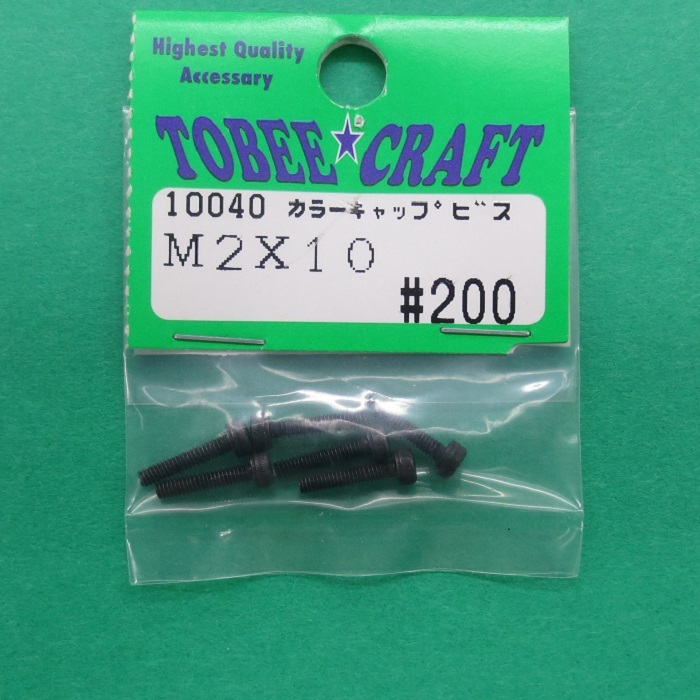 Highest Quality
Accessary
TOBEE★CRAFT
10040 カラーキャップビス
M2X10
#200